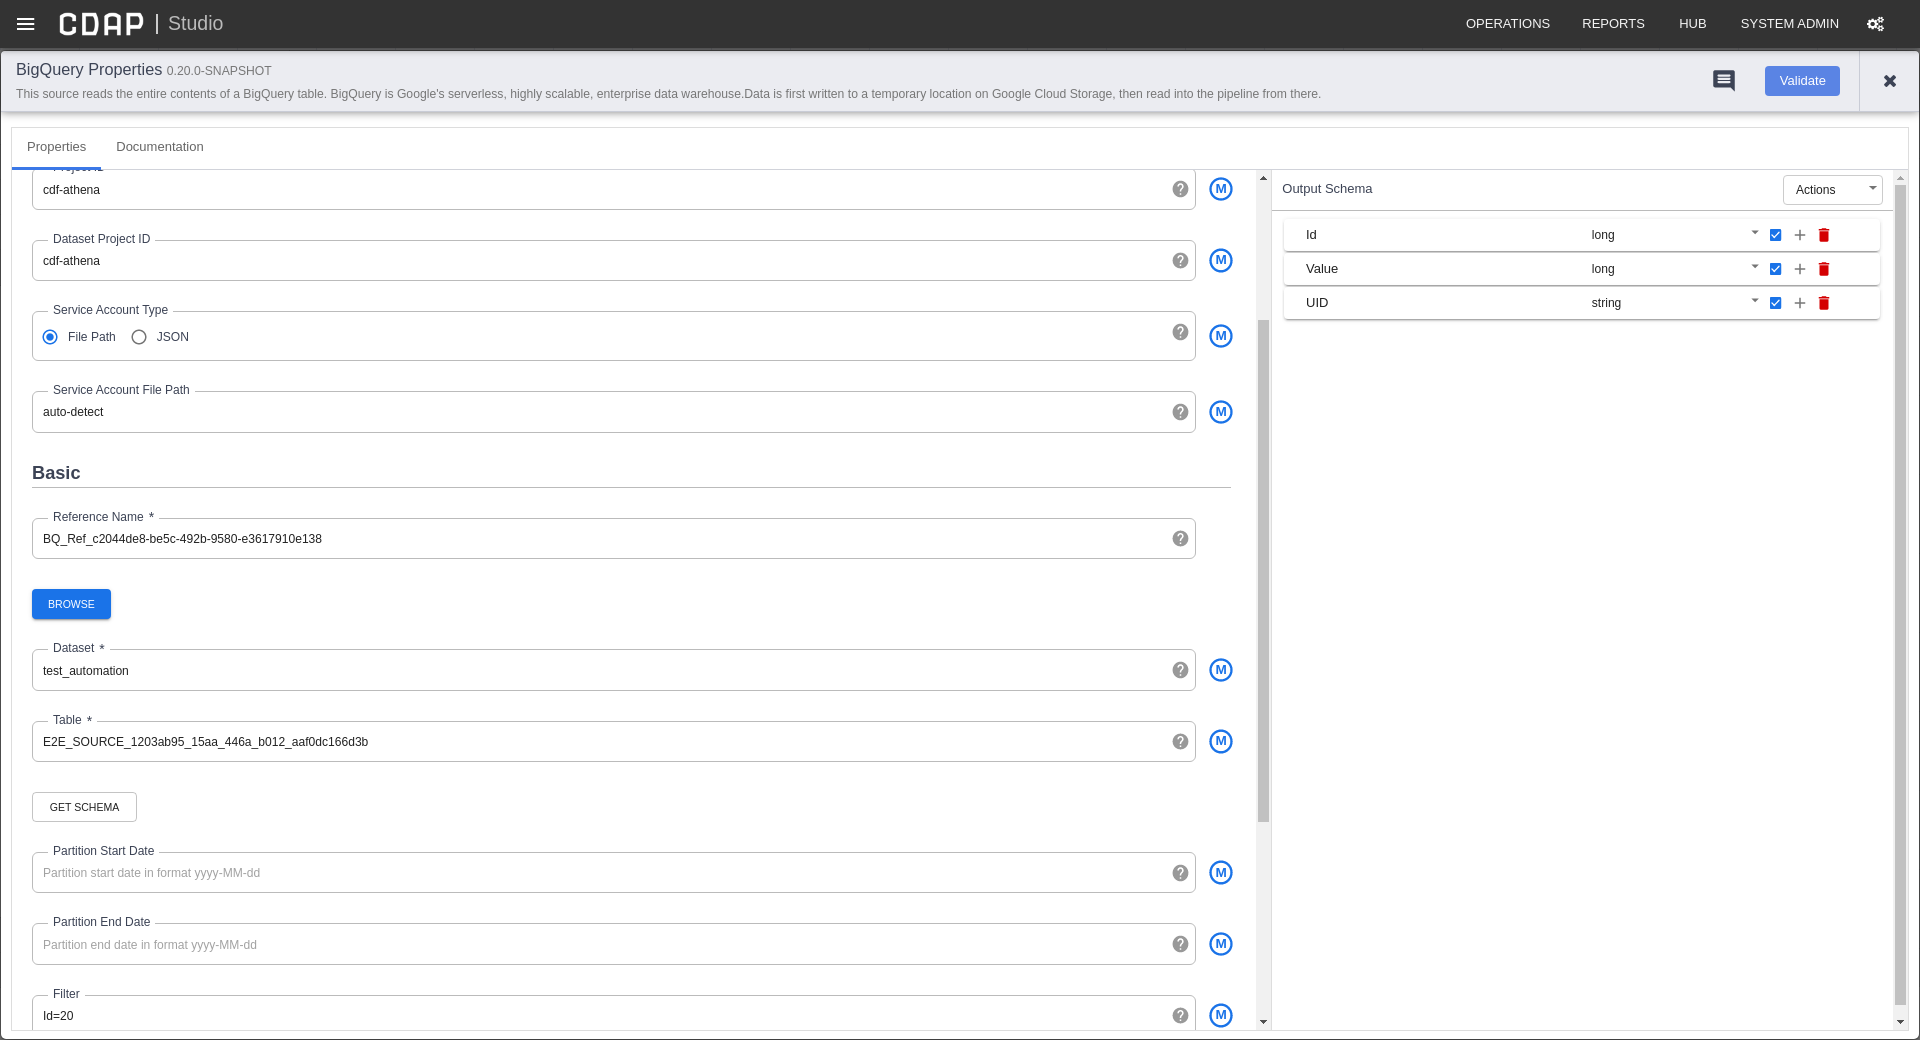 CDAP | Studio
OPERATIONS REPORTS HUB SYSTEM ADMIN
BigQuery Properties 0.20.0-SNAPSHOT
This source reads the entire contents of a BigQuery table. BigQuery is Google's serverless, highly scalable, enterprise data warehouse.Data is first written to a temporary location on Google Cloud Storage, then read into the pipeline from there.
Validate
Properties Documentation
Project ID
cdf-athena
M
Dataset Project ID
cdf-athena
M
Service Account Type
File Path JSON
M
Service Account File Path
auto-detect
M
Basic
Reference Name *
BQ_Ref_c2044de8-be5c-492b-9580-e3617910e138
BROWSE
Dataset *
test_automation
M
Table *
E2E_SOURCE_1203ab95_15aa_446a_b012_aaf0dc166d3b
M
GET SCHEMA
Partition Start Date
Partition start date in format yyyy-MM-dd
M
Partition End Date
Partition end date in format yyyy-MM-dd
M
Filter
Id=20
M
Output Schema
Actions
Id long
Value long
UID string